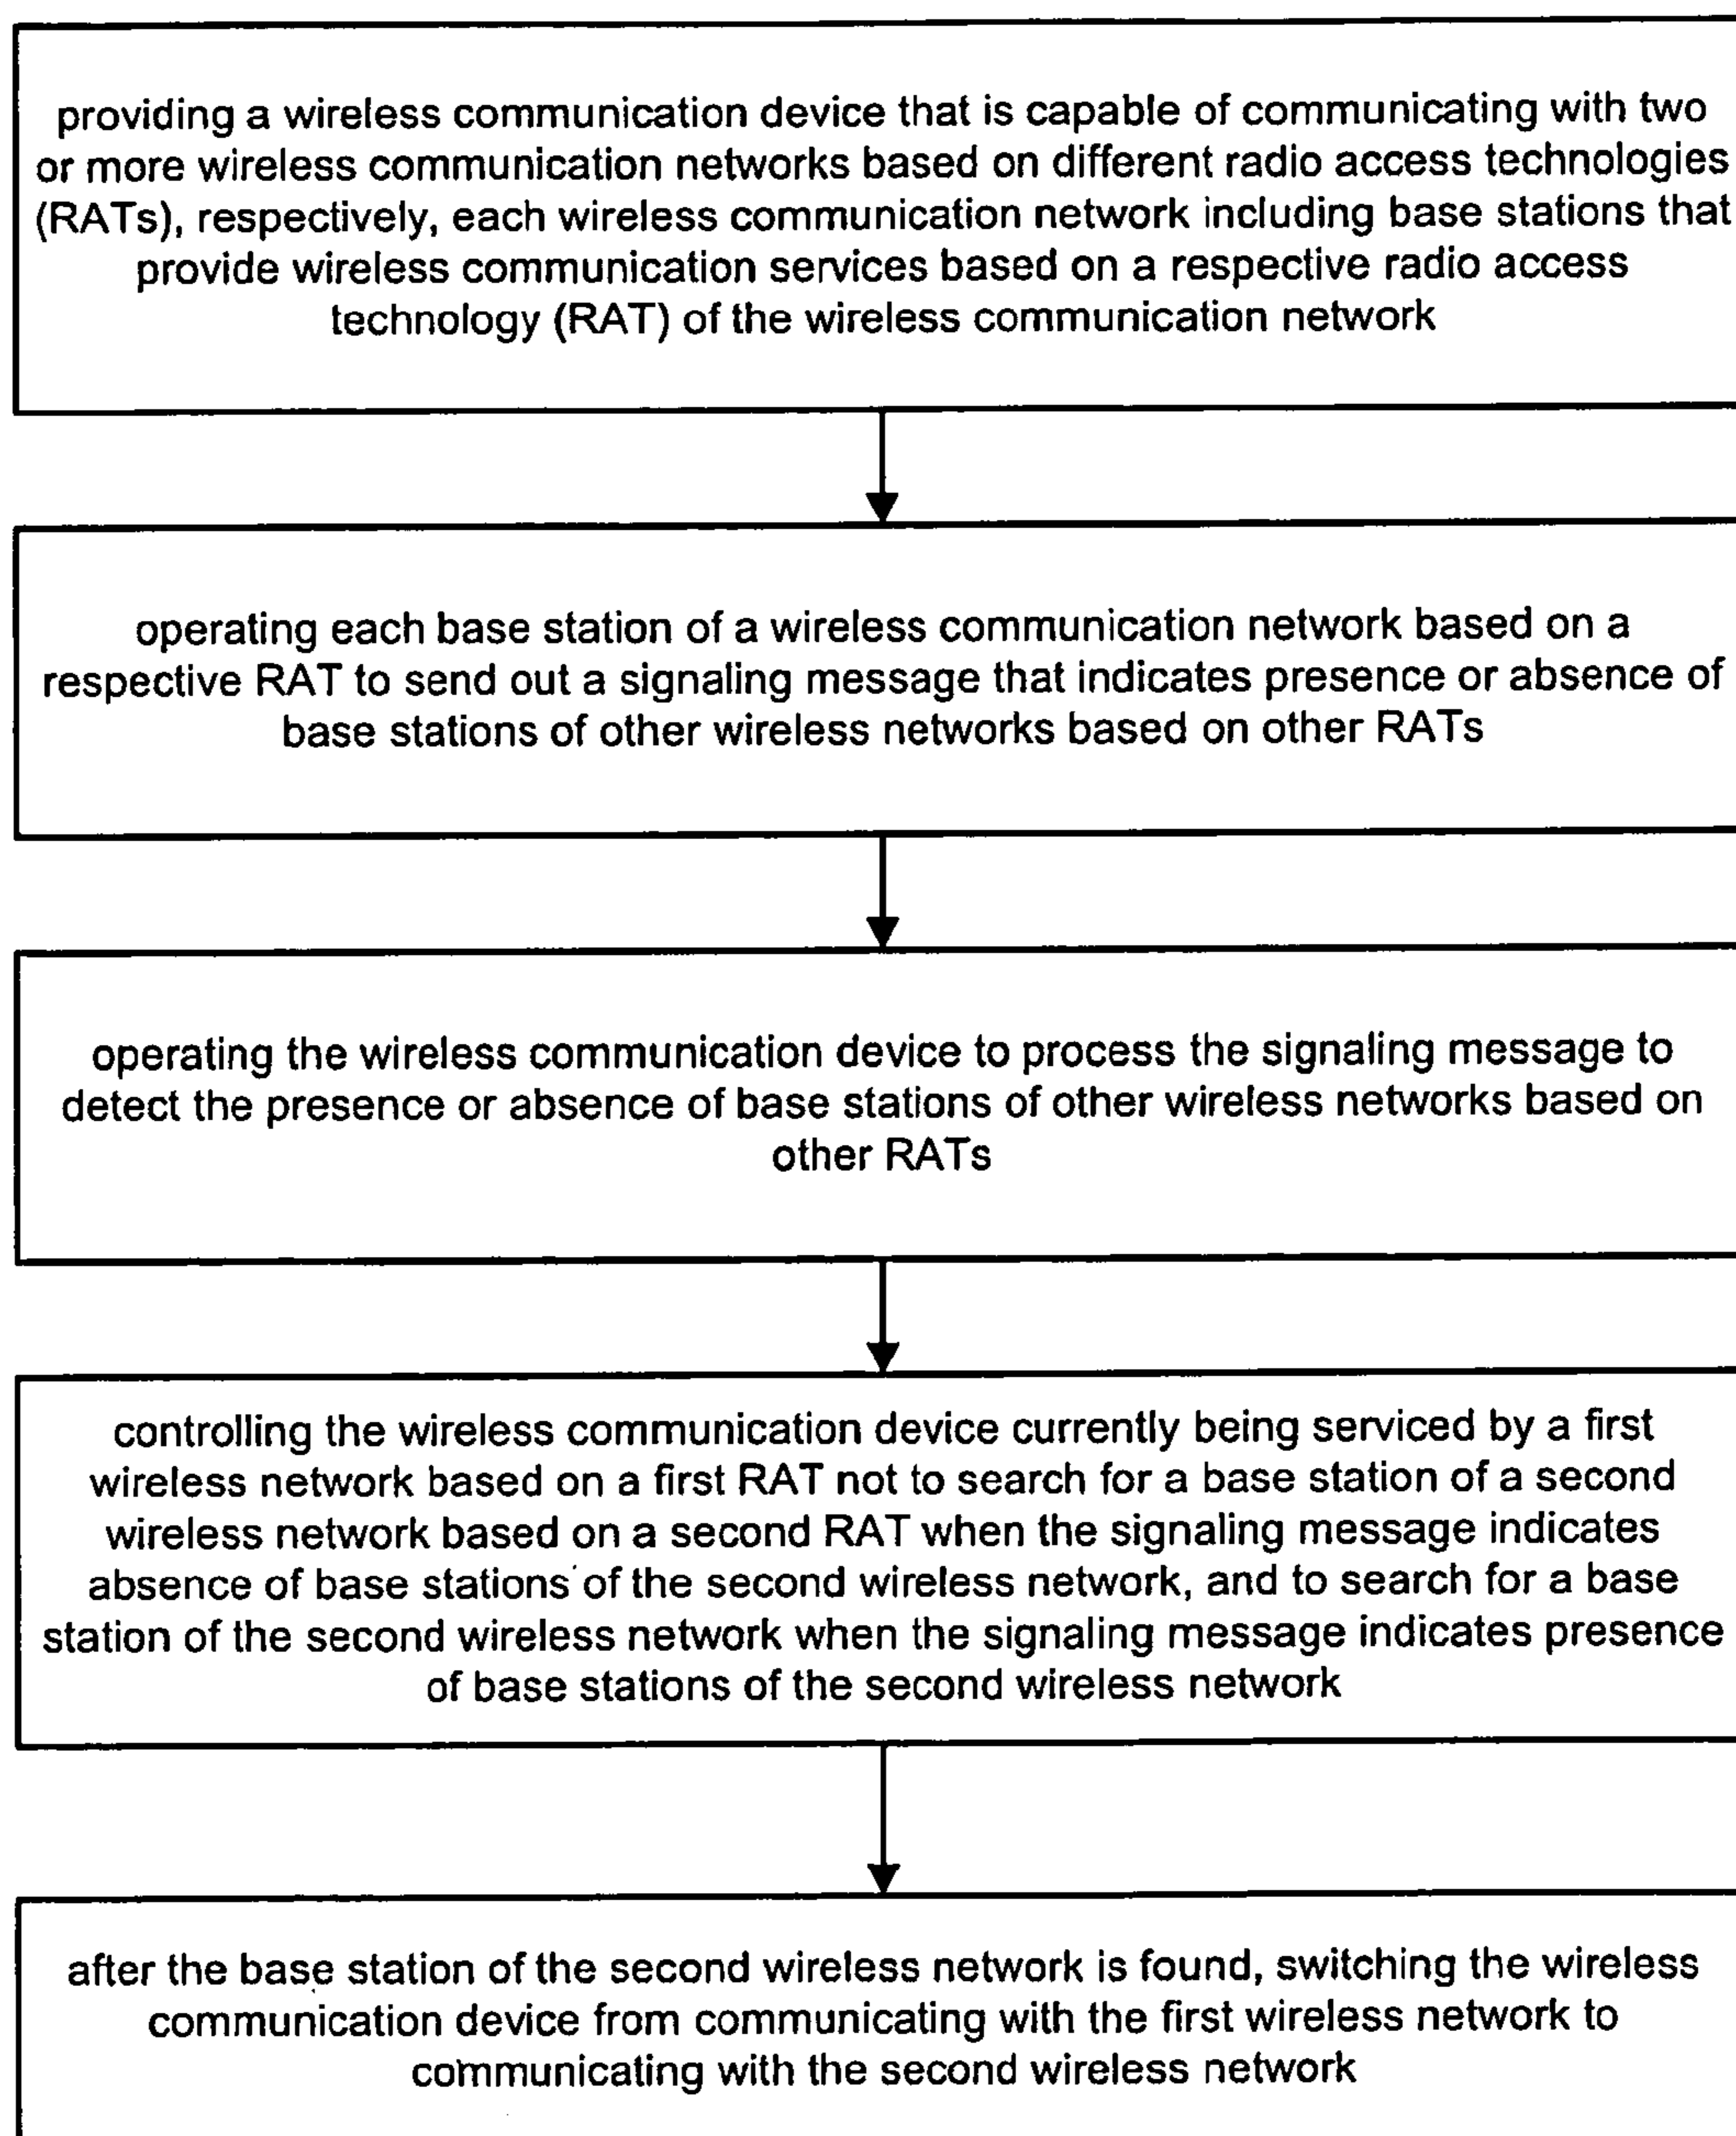 providing a wireless communication device that is capable of communicating with two
or more wireless communication networks based on different radio access technologies
(RATs), respectively, each wireless communication network including base stations that
provide wireless communication services based on a respective radio access
technology (RAT) of the wireless communication network
operating each base station of a wireless communication network based on a
respective RAT to send out a signaling message that indicates presence or absence of
base stations of other wireless networks based on other RATs
operating the wireless communication device to process the signaling message to
detect the presence or absence of base stations of other wireless networks based on
other RATs
controlling the wireless communication device currently being serviced by a first
wireless network based on a first RAT not to search for a base station of a second
wireless network based on a second RAT when the signaling message indicates
absence of base stations of the second wireless network, and to search for a base
station of the second wireless network when the signaling message indicates presence
of base stations of the second wireless network
after the base station of the second wireless network is found, switching the wireless
communication device from communicating with the first wireless network to
communicating with the second wireless network